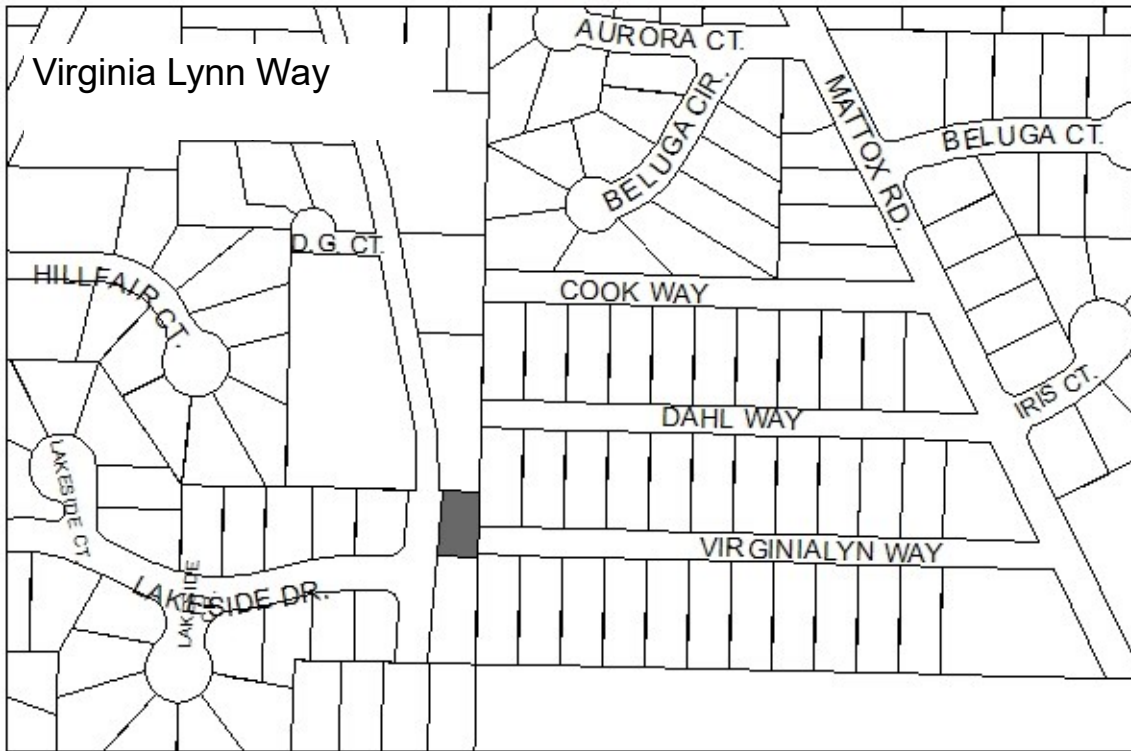 Virginia Lynn Way
AURORA CT.
MATTOX RD.
BELUGA CT.
BELUGA CIR.
D.G. CT.
HILLFAIR CT.
COOK WAY
IRIS CT.
DAHL WAY
LAKESIDE CT
VIRGINIALYN WAY
LAKESIDE DR.
LAKESIDE